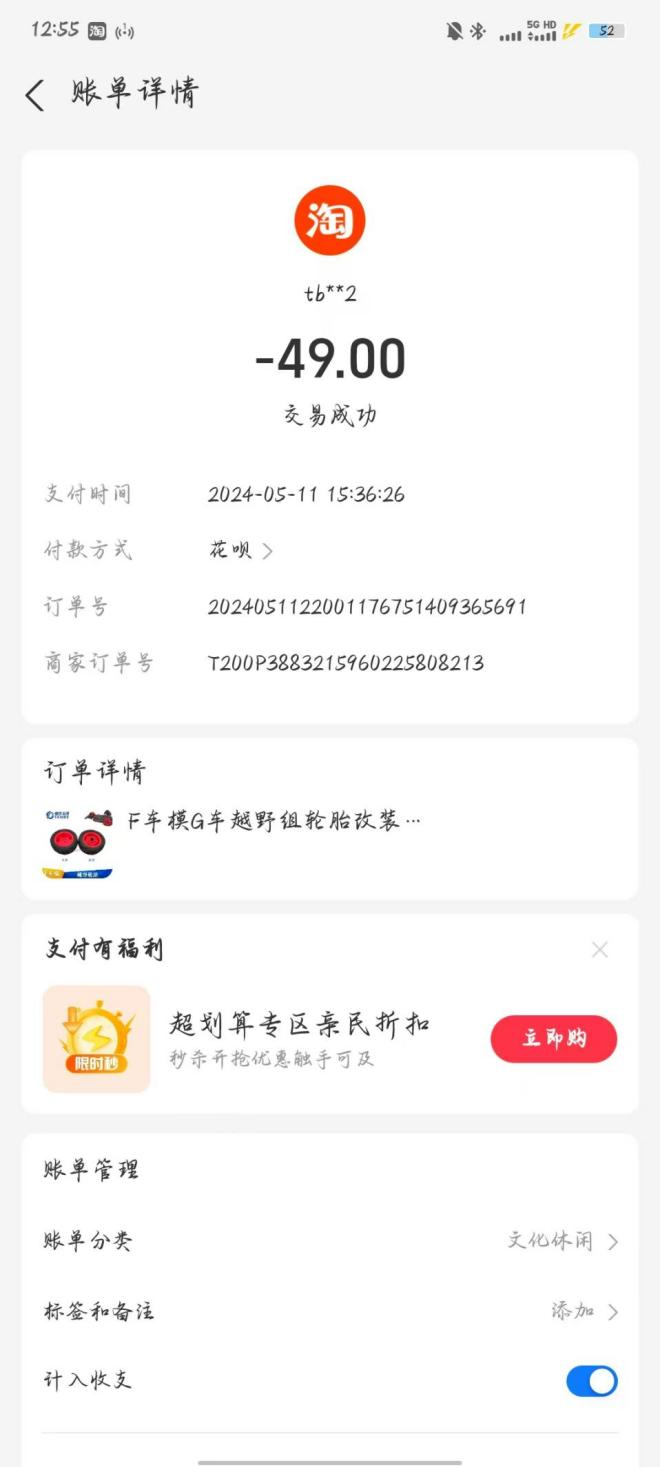 12:55 淘 5G HD 52
账单详情
淘
tb**2
-49.00
交易成功
支付时间 2024-05-11 15:36:26
付款方式 花呗
订单号 2024051122001176751409365691
商家订单号 T200P3883215960225808213
订单详情
F车模G车越野组轮胎改装…
支付有福利
超划算专区亲民折扣
限时秒
秒杀开抢优惠触手可及
立即购
账单管理
账单分类 文化休闲
标签和备注 添加
计入收支